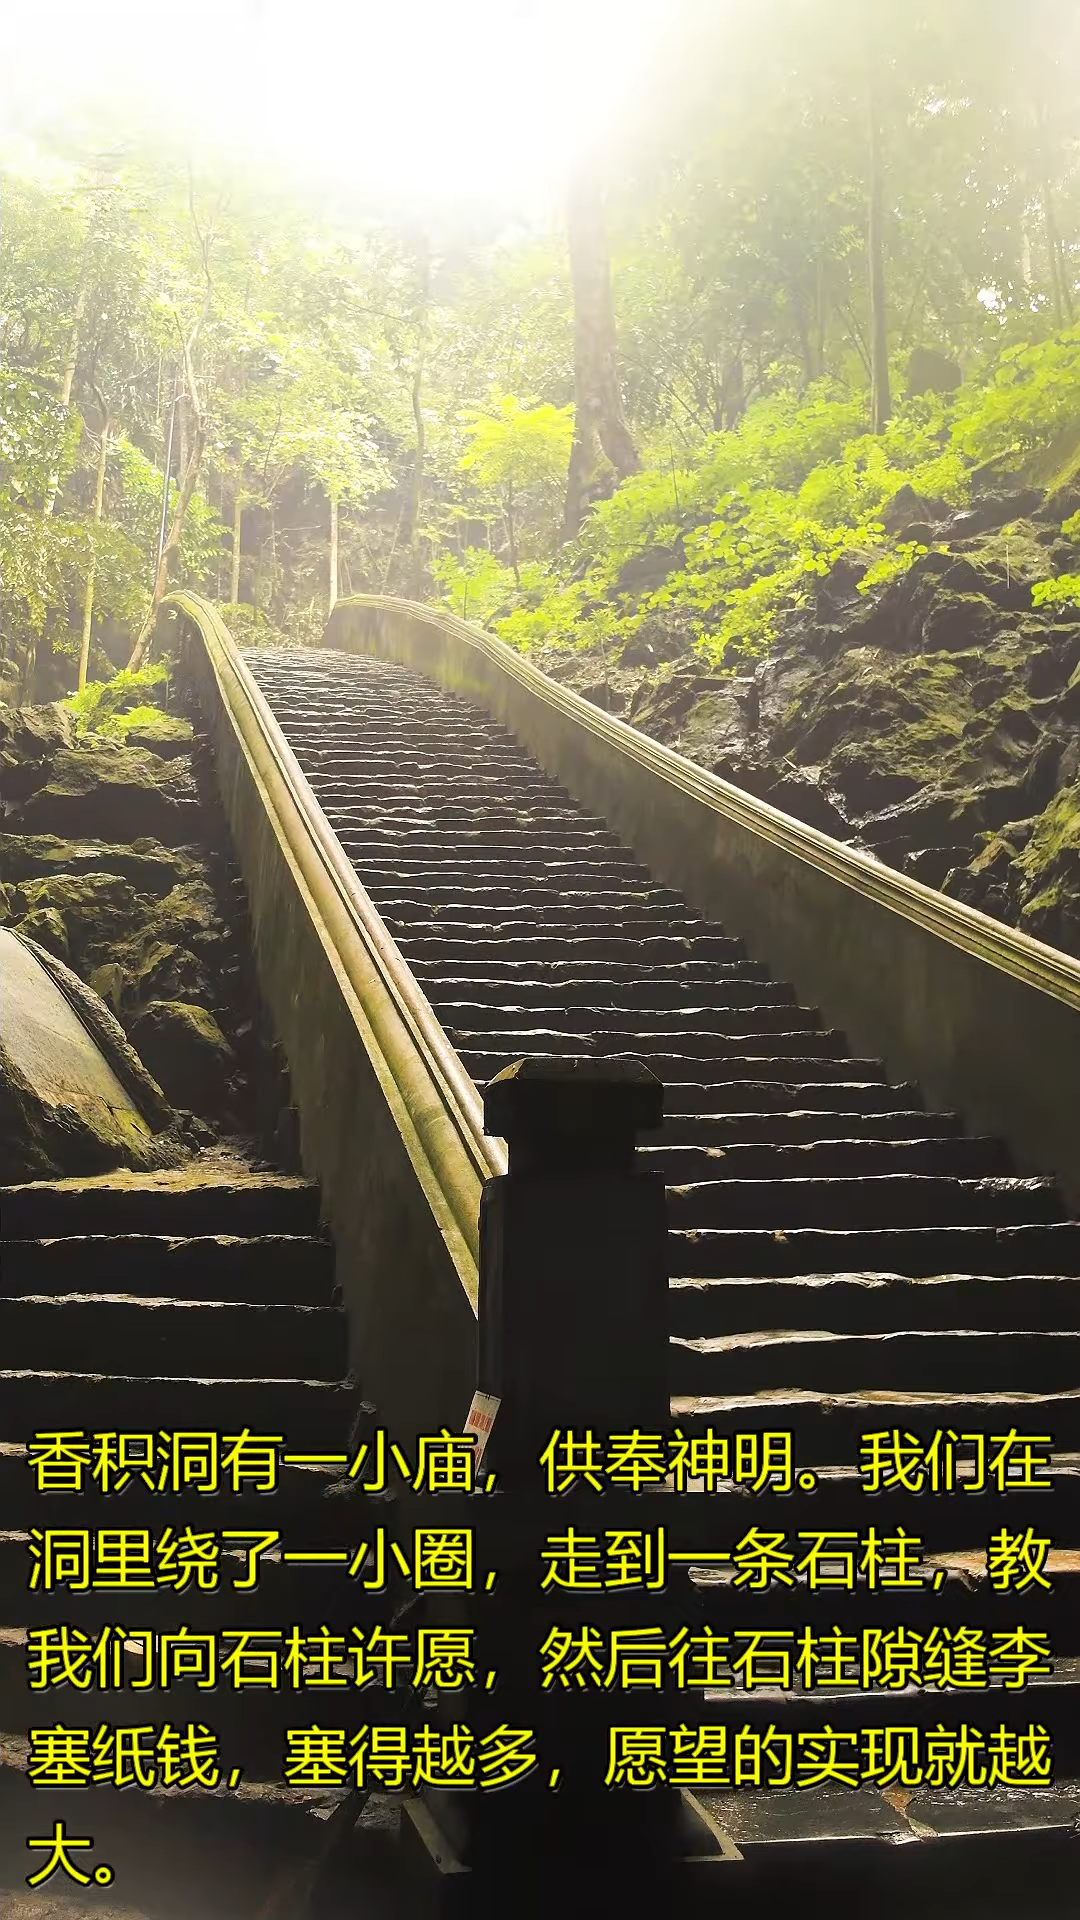 香积洞有一小庙，供奉神明。我们在
洞里绕了一小圈，走到一条石柱，教
我们向石柱许愿，然后往石柱隙缝李
塞纸钱，塞得越多，愿望的实现就越
大。